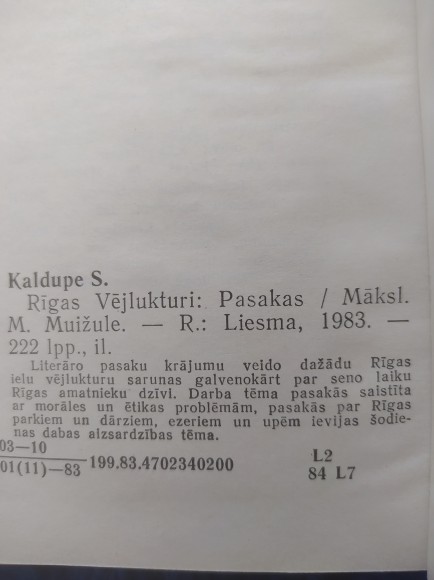 Kaldupe S.
Rīgas Vējlukturi: Pasakas / Māksl.
M. Muižule. — R.: Liesma, 1983. —
222 lpp., il.
Literāro pasaku krājumu veido dažādu Rīgas
ielu vējlukturu sarunas galvenokārt par seno laiku
Rīgas amatnieku dzīvi. Darba tēma pasakās saistīta
ar morāles un ētikas problēmām, pasakās par Rīgas
parkiem un dārziem, ezeriem un upēm ievijas šodie-
nas dabas aizsardzības tēma.
03—10
01(11)—83 199.83.4702340200
L2
84 L7